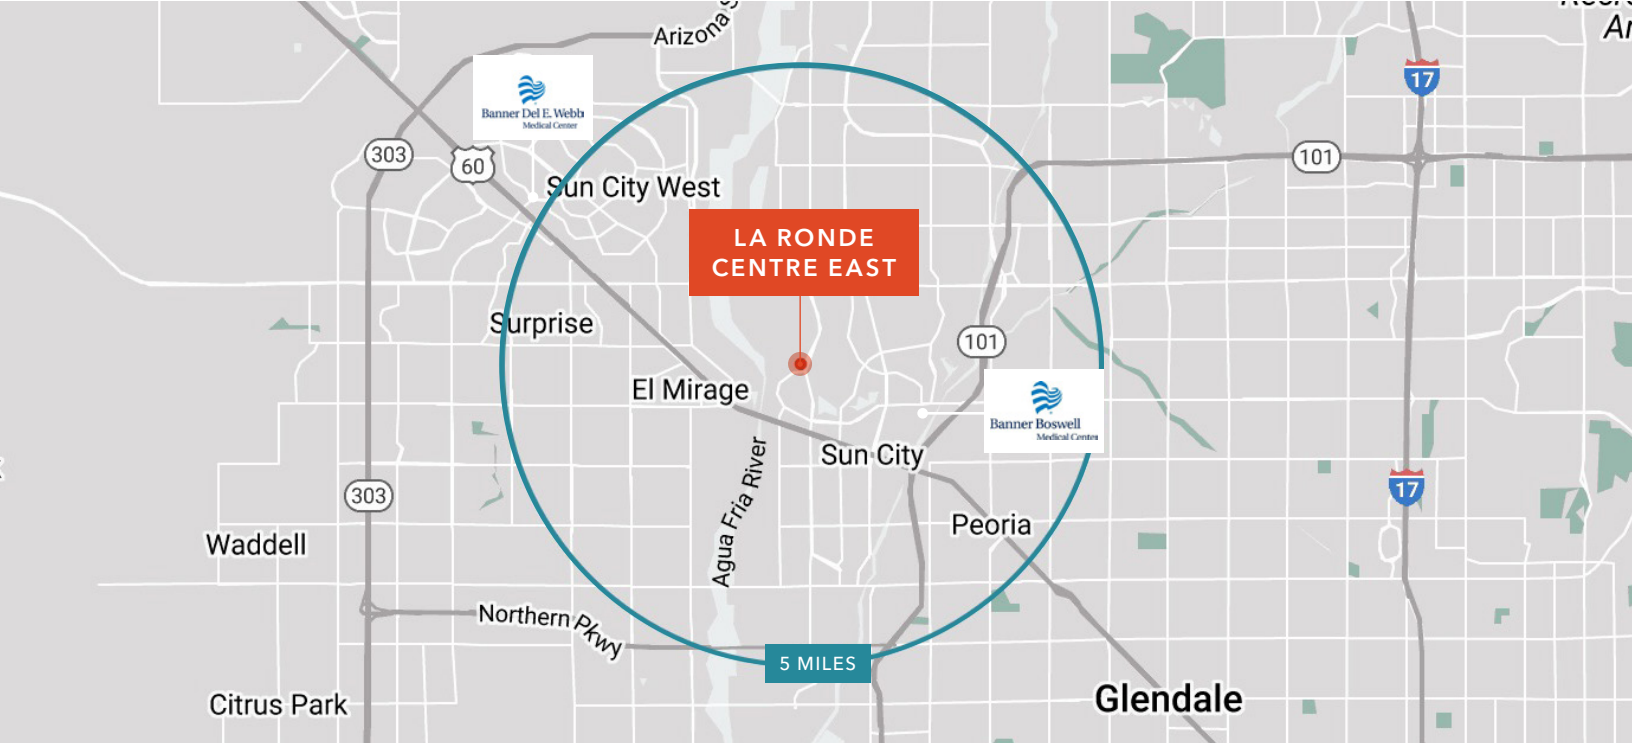 Arizona
17
Banner Del E. Webb
Medical Center
303
60
101
Sun City West
LA RONDE
CENTRE EAST
Surprise
101
El Mirage
Banner Boswell
Medical Center
Sun City
Agua Fria River
303
17
Peoria
Waddell
Northern Pkwy
5 MILES
Citrus Park
Glendale